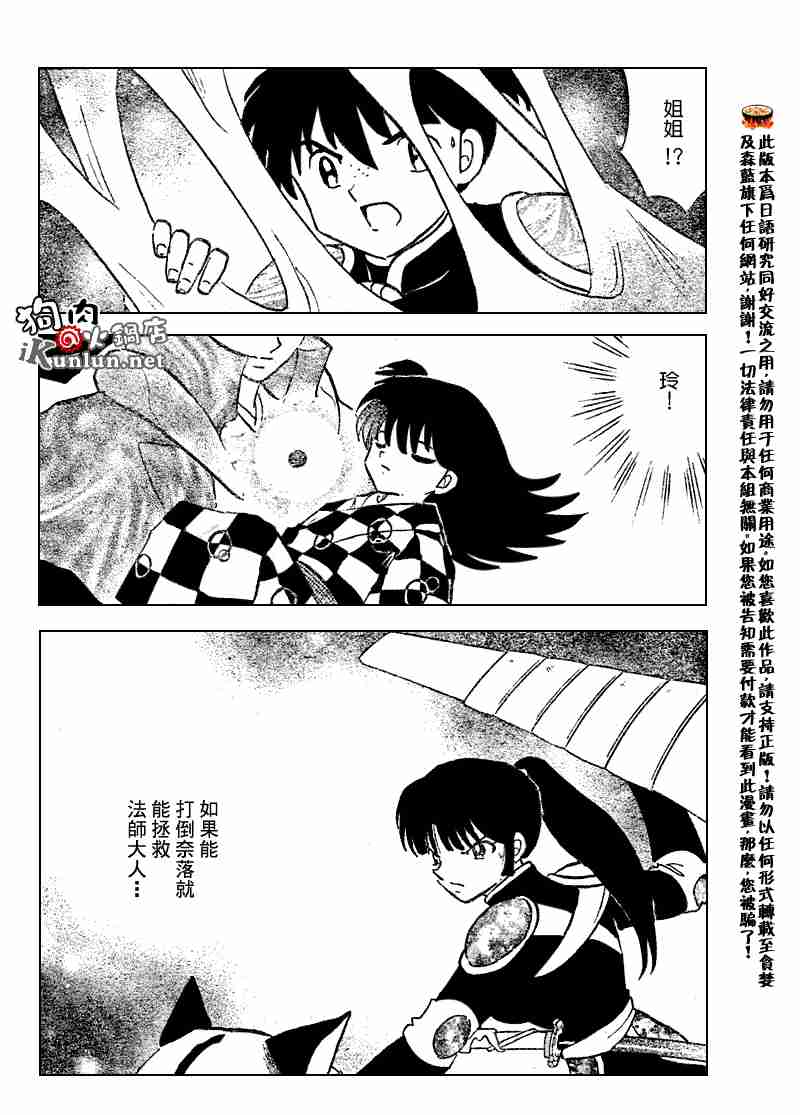 姐姐
!?
玲!
如果能
打倒奈落就
能拯救
法師大人…
狗肉@火鍋店
iKunlun.net
此版本爲日語研究同好交流之用,請勿用于任何商業用途。如您喜歡此作品,請支持正版!請勿以任何形式轉載至貪婪
及森藍旗下任何網站,謝謝!一切法律責任與本組無關。如果您被告知需要付款才能看到此漫畫,那麽,您被騙了!